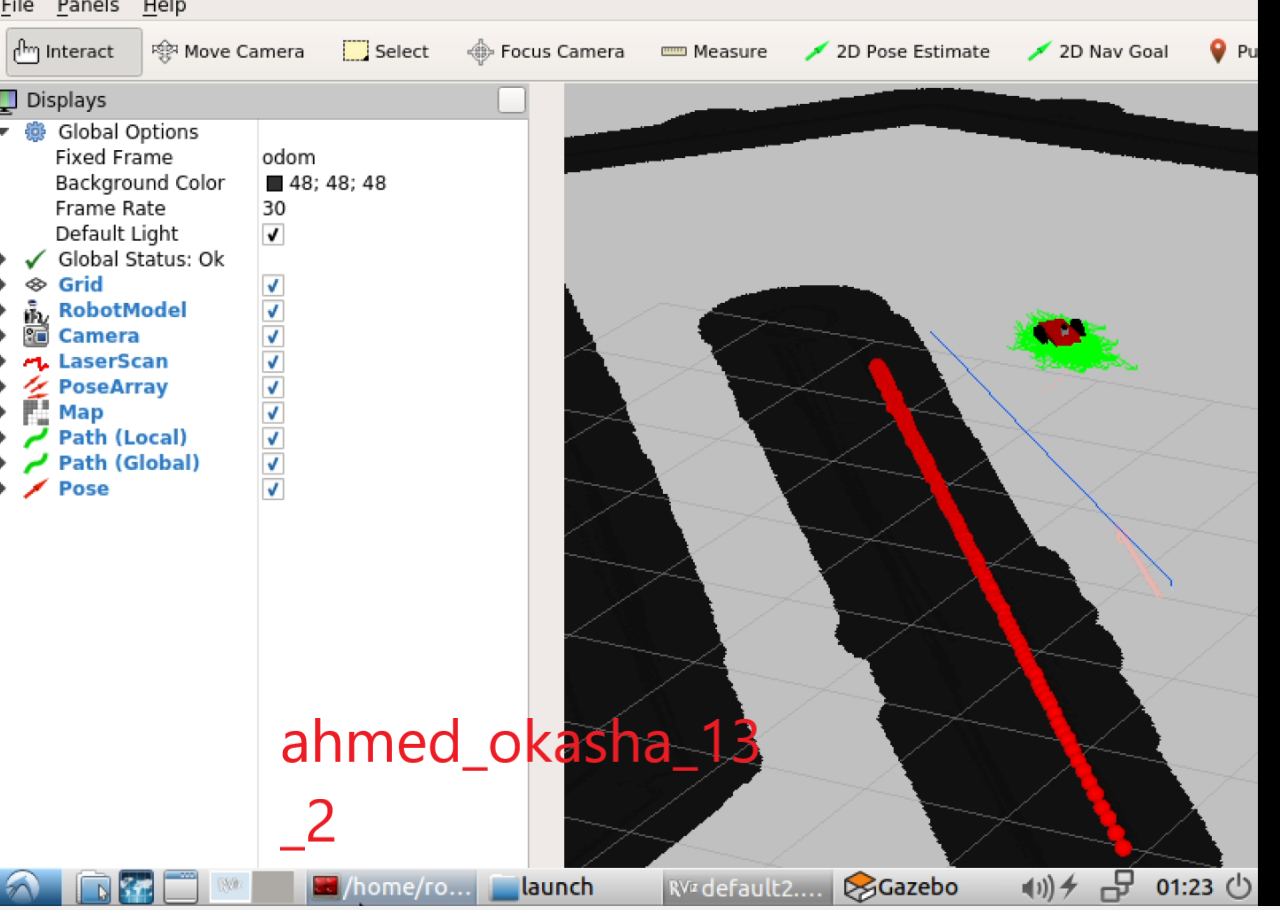 File Panels Help
Interact Move Camera Select Focus Camera Measure 2D Pose Estimate 2D Nav Goal Pu
Displays
Global Options
Fixed Frame odom
Background Color 48; 48; 48
Frame Rate 30
Default Light
Global Status: Ok
Grid
RobotModel
Camera
LaserScan
PoseArray
Map
Path (Local)
Path (Global)
Pose
ahmed_okasha_13
_2
/home/ro... launch RViz default2.... Gazebo 01:23